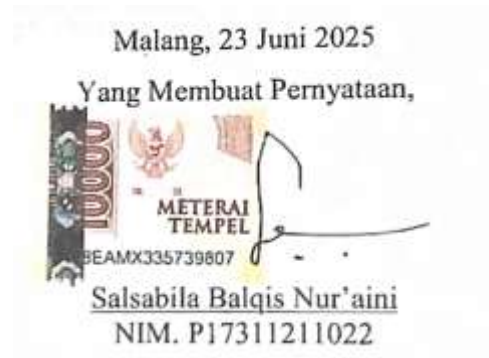 Malang, 23 Juni 2025
Yang Membuat Pernyataan,
10000
METERAI
TEMPEL
BEAMX335739807
Salsabila Balqis Nur'aini
NIM. P17311211022